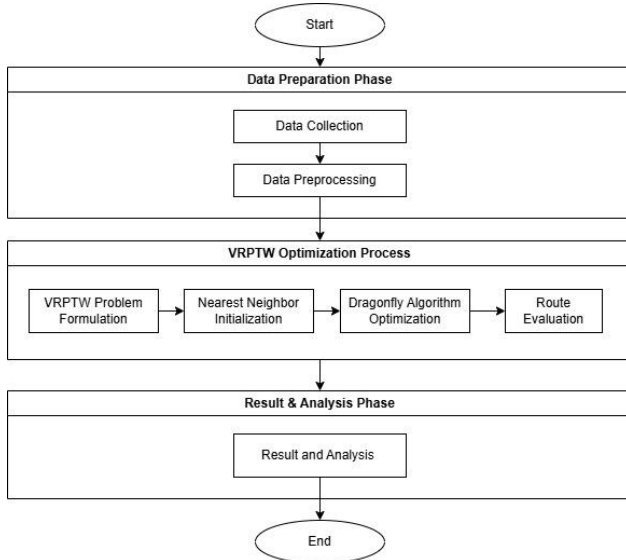 Start
Data Preparation Phase
Data Collection
Data Preprocessing
VRPTW Optimization Process
VRPTW Problem
Formulation
Nearest Neighbor
Initialization
Dragonfly Algorithm
Optimization
Route
Evaluation
Result & Analysis Phase
Result and Analysis
End